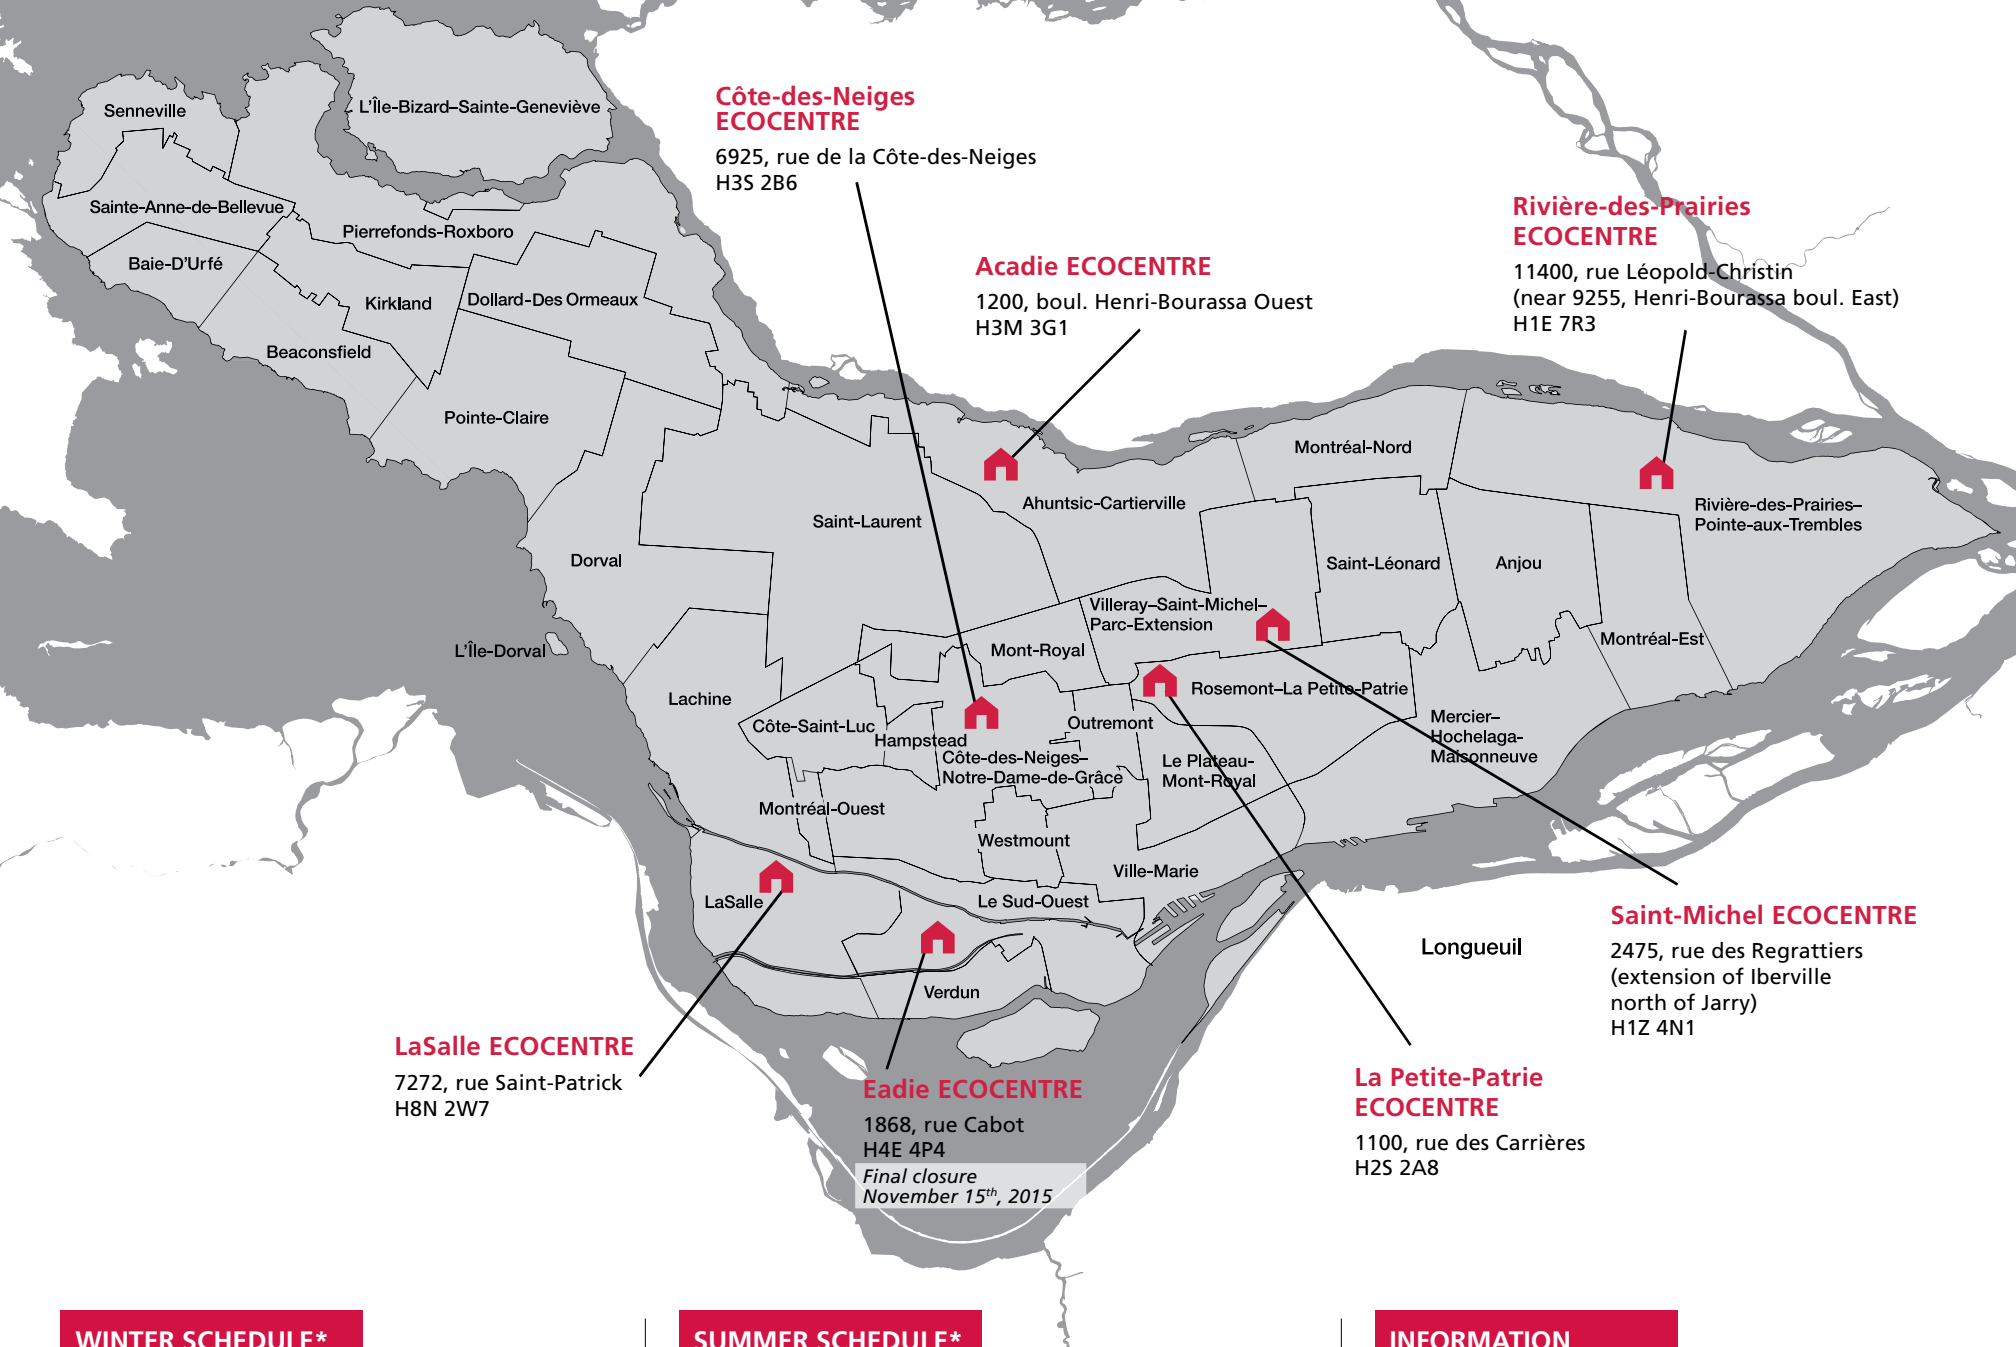 Senneville
L'Île-Bizard–Sainte-Geneviève
Sainte-Anne-de-Bellevue
Pierrefonds-Roxboro
Baie-D'Urfé
Kirkland
Dollard-Des Ormeaux
Beaconsfield
Pointe-Claire
Côte-des-Neiges
ECOCENTRE
6925, rue de la Côte-des-Neiges
H3S 2B6
Acadie ECOCENTRE
1200, boul. Henri-Bourassa Ouest
H3M 3G1
Rivière-des-Prairies
ECOCENTRE
11400, rue Léopold-Christin
(near 9255, Henri-Bourassa boul. East)
H1E 7R3
Montréal-Nord
Ahuntsic-Cartierville
Rivière-des-Prairies–
Pointe-aux-Trembles
Saint-Laurent
Dorval
Saint-Léonard
Anjou
Villeray–Saint-Michel–
Parc-Extension
Montréal-Est
L'Île-Dorval
Mont-Royal
Lachine
Rosemont–La Petite-Patrie
Côte-Saint-Luc
Hampstead
Outremont
Mercier–
Hochelaga-
Maisonneuve
Côte-des-Neiges–
Notre-Dame-de-Grâce
Le Plateau-
Mont-Royal
Montréal-Ouest
Westmount
Ville-Marie
LaSalle
Le Sud-Ouest
Verdun
Longueuil
Saint-Michel ECOCENTRE
2475, rue des Regrattiers
(extension of Iberville
north of Jarry)
H1Z 4N1
LaSalle ECOCENTRE
7272, rue Saint-Patrick
H8N 2W7
Eadie ECOCENTRE
1868, rue Cabot
H4E 4P4
Final closure
November 15th, 2015
La Petite-Patrie
ECOCENTRE
1100, rue des Carrières
H2S 2A8
WINTER SCHEDULE*
SUMMER SCHEDULE*
INFORMATION